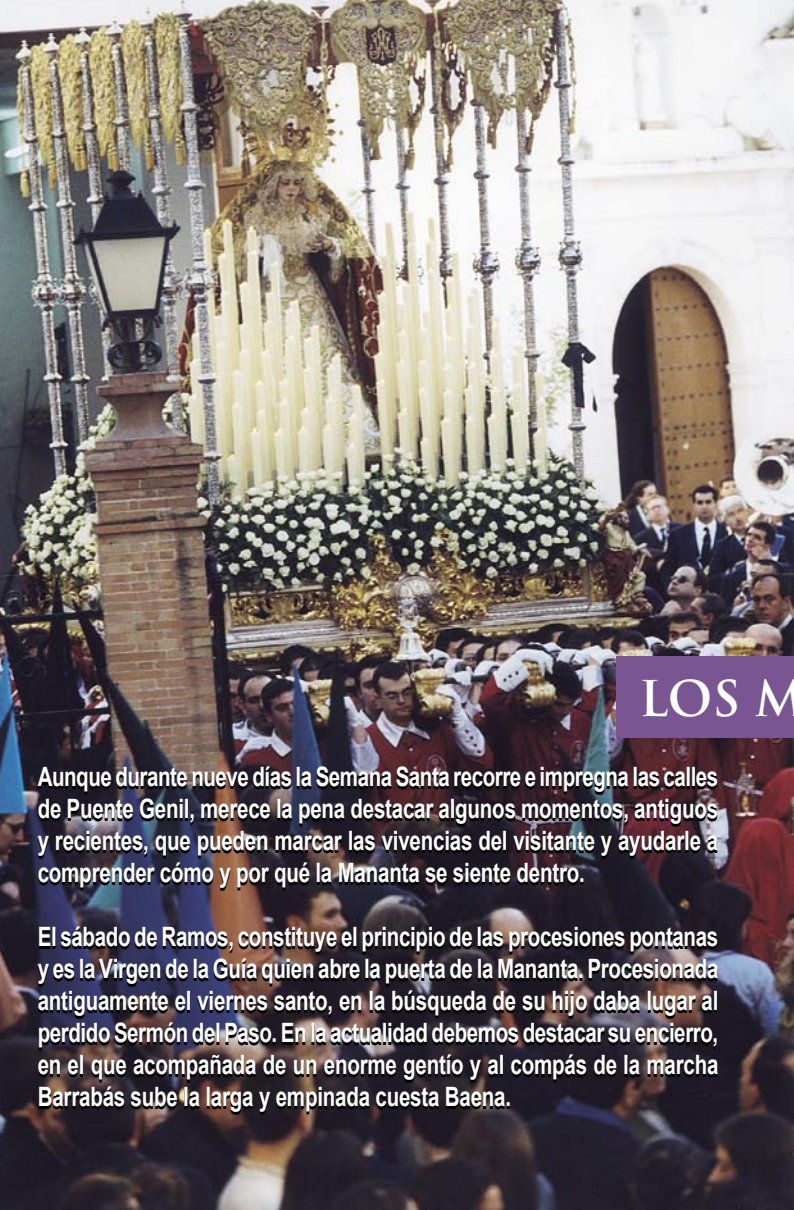 LOS M
Aunque durante nueve días la Semana Santa recorre e impregna las calles
de Puente Genil, merece la pena destacar algunos momentos, antiguos
y recientes, que pueden marcar las vivencias del visitante y ayudarle a
comprender cómo y por qué la Mananta se siente dentro.
El sábado de Ramos, constituye el principio de las procesiones pontanas
y es la Virgen de la Guía quien abre la puerta de la Mananta. Procesionada
antiguamente el viernes santo, en la búsqueda de su hijo daba lugar al
perdido Sermón del Paso. En la actualidad debemos destacar su encierro,
en el que acompañada de un enorme gentío y al compás de la marcha
Barrabás sube la larga y empinada cuesta Baena.